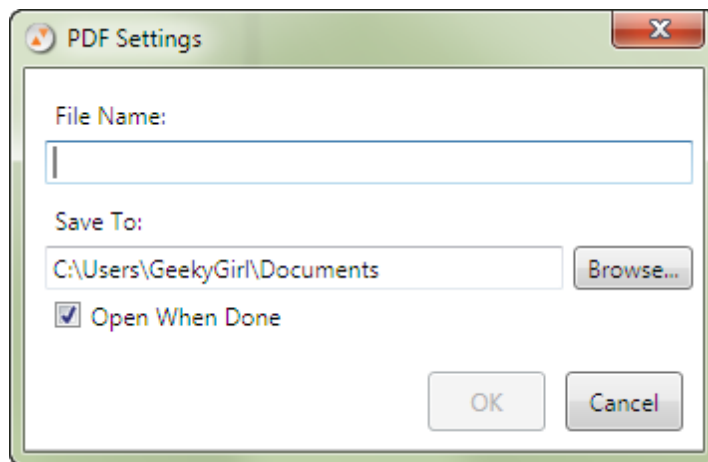 PDF Settings
File Name:
Save To:
C:\Users\GeekyGirl\Documents
Browse...
Open When Done
OK
Cancel